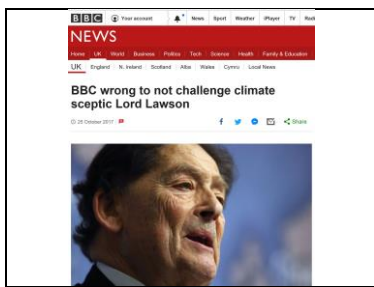 BBC Your account News Sport Weather iPlayer TV Radi
NEWS
Home UK World Business Politics Tech Science Health Family & Education
UK England N. Ireland Scotland Alba Wales Cymru Local News
BBC wrong to not challenge climate
sceptic Lord Lawson
25 October 2017 Share